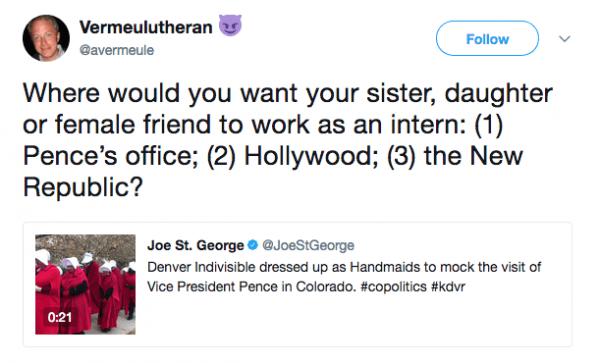 Vermeulutheran 😈
@avermeule
Follow
Where would you want your sister, daughter
or female friend to work as an intern: (1)
Pence’s office; (2) Hollywood; (3) the New
Republic?
Joe St. George @JoeStGeorge
Denver Indivisible dressed up as Handmaids to mock the visit of
Vice President Pence in Colorado. #copolitics #kdvr
0:21